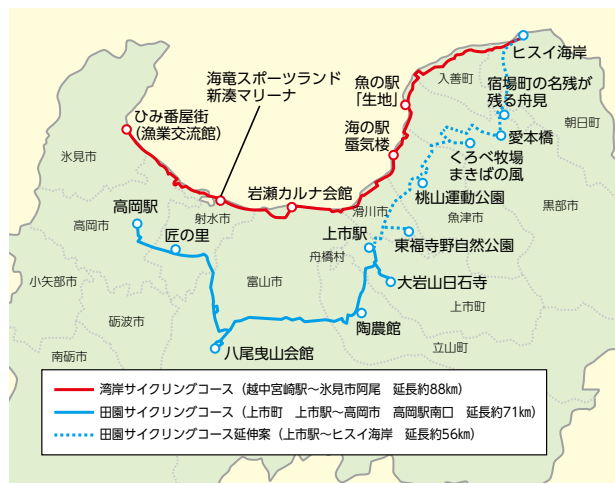 ヒスイ海岸
入善町
海竜スポーツランド
新湊マリーナ
魚の駅
「生地」
宿場町の名残が
残る舟見
ひみ番屋街
(漁業交流館)
海の駅
蜃気楼
愛本橋
朝日町
氷見市
くろべ牧場
まきばの風
岩瀬カルナ会館
桃山運動公園
黒部市
高岡駅
射水市
滑川市
魚津市
高岡市
匠の里
上市駅
東福寺野自然公園
舟橋村
小矢部市
富山市
大岩山日石寺
上市町
砺波市
陶農館
立山町
南砺市
八尾曳山会館
湾岸サイクリングコース(越中宮崎駅~氷見市阿尾 延長約88km)
田園サイクリングコース(上市町 上市駅~高岡市 高岡駅南口 延長約71km)
田園サイクリングコース延伸案(上市駅~ヒスイ海岸 延長約56km)